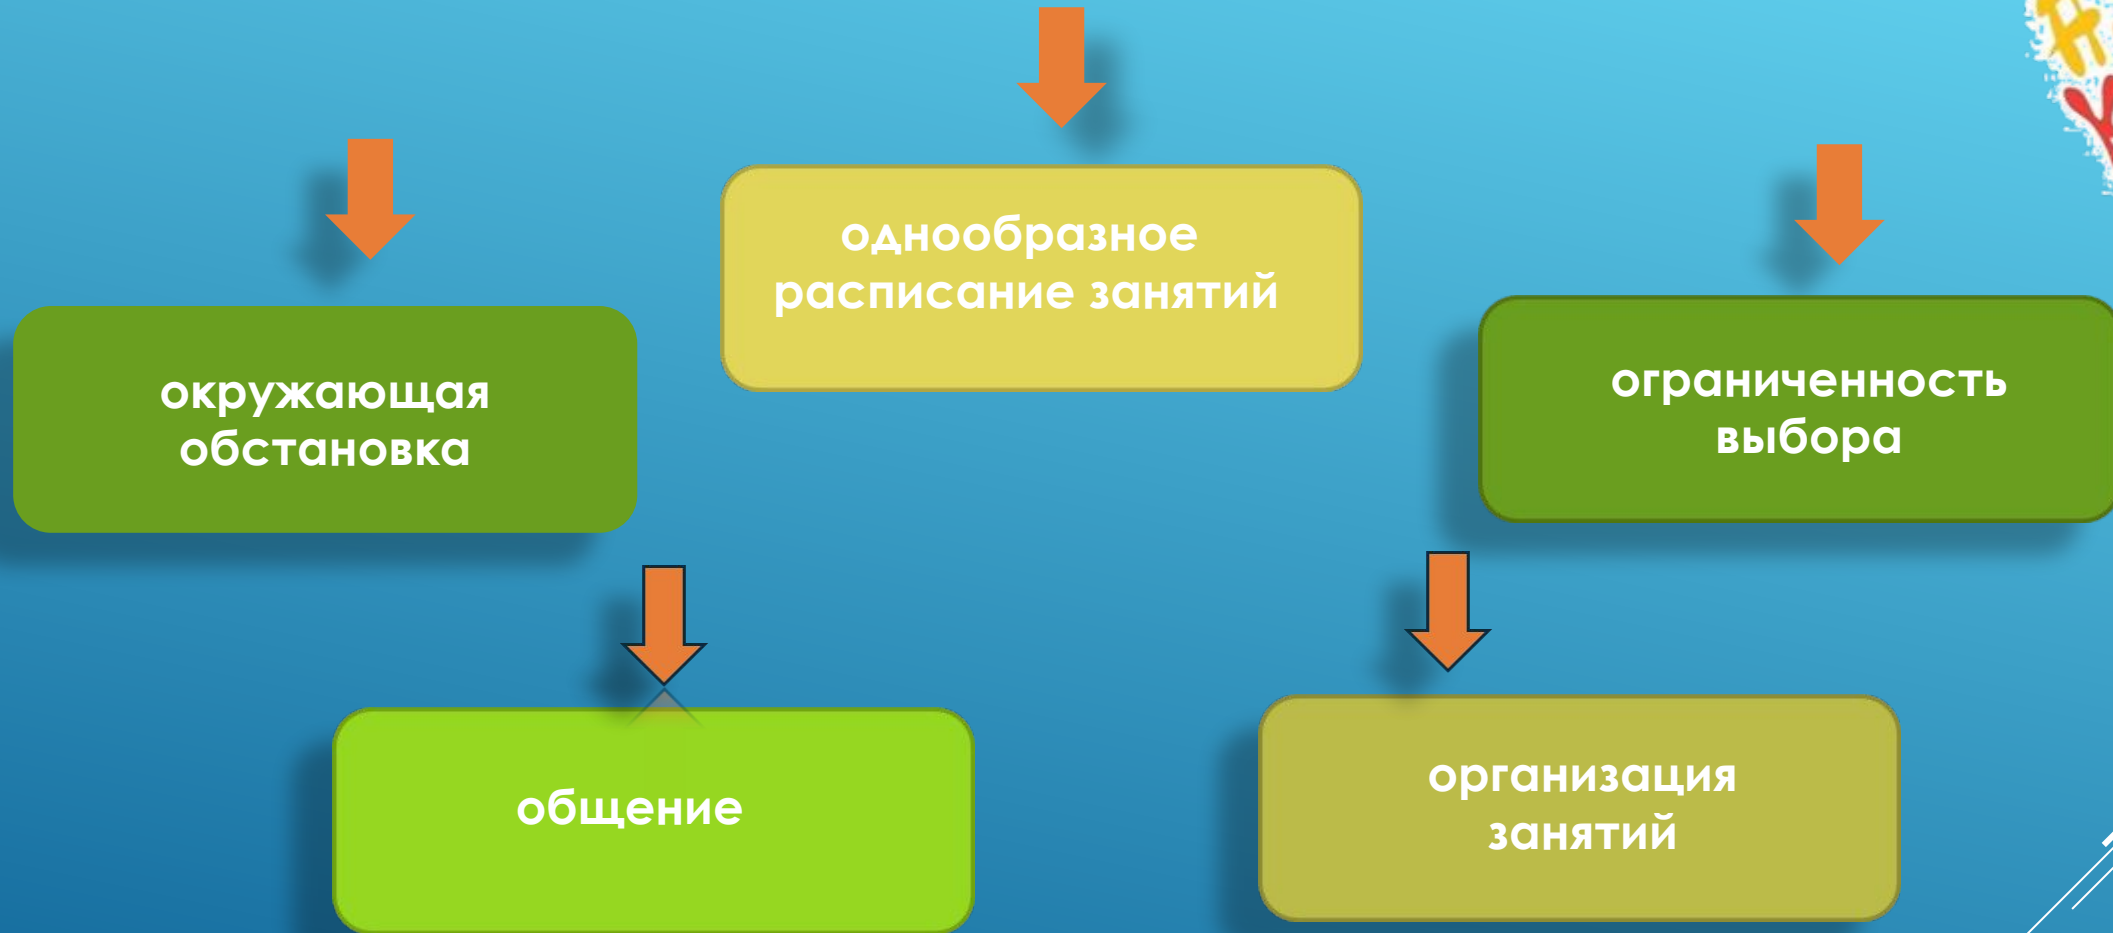 однообразное
расписание занятий
окружающая
обстановка
ограниченность
выбора
общение
организация
занятий